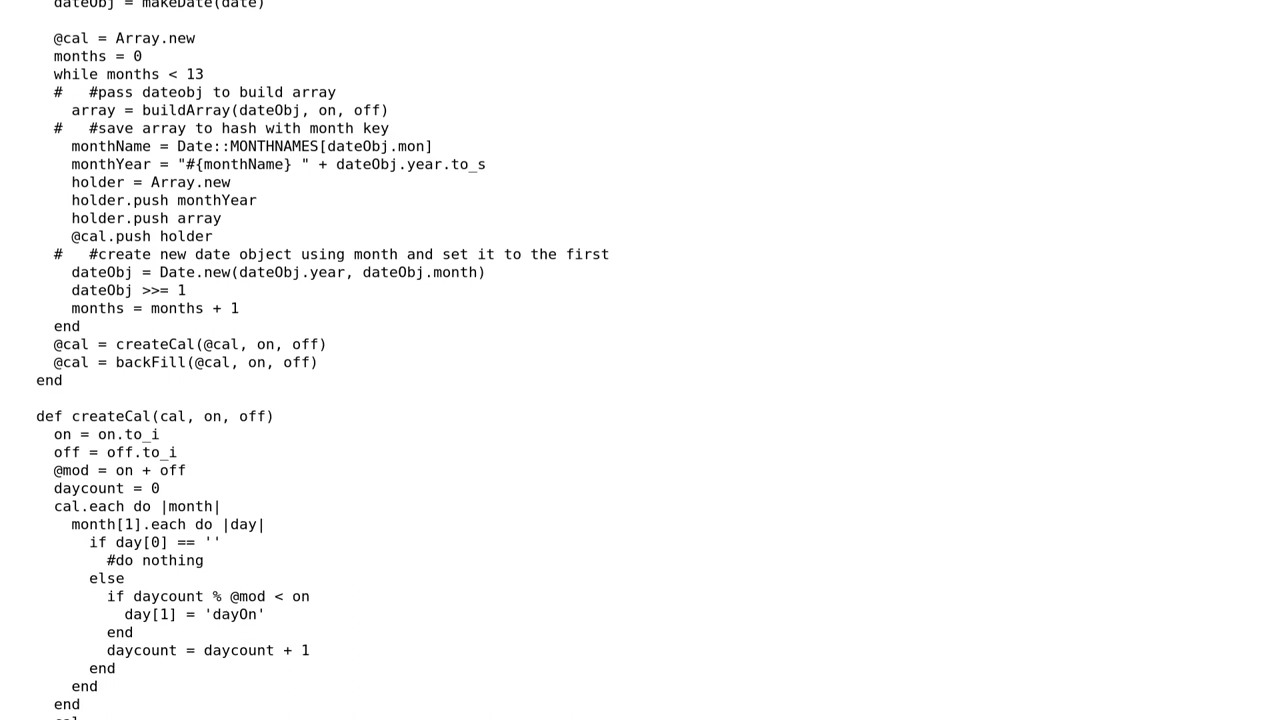 dateObj = makeDate(date)

    @cal = Array.new
    months = 0
    while months < 13
    #   #pass dateobj to build array
      array = buildArray(dateObj, on, off)
    #   #save array to hash with month key
      monthName = Date::MONTHNAMES[dateObj.mon]
      monthYear = "#{monthName} " + dateObj.year.to_s
      holder = Array.new
      holder.push monthYear
      holder.push array
      @cal.push holder
    #   #create new date object using month and set it to the first
      dateObj = Date.new(dateObj.year, dateObj.month)
      dateObj >>= 1
      months = months + 1
    end
    @cal = createCal(@cal, on, off)
    @cal = backFill(@cal, on, off)
  end

  def createCal(cal, on, off)
    on = on.to_i
    off = off.to_i
    @mod = on + off
    daycount = 0
    cal.each do |month|
      month[1].each do |day|
        if day[0] == ''
          #do nothing
        else
          if daycount % @mod < on
            day[1] = 'dayOn'
          end
          daycount = daycount + 1
        end
      end
    end